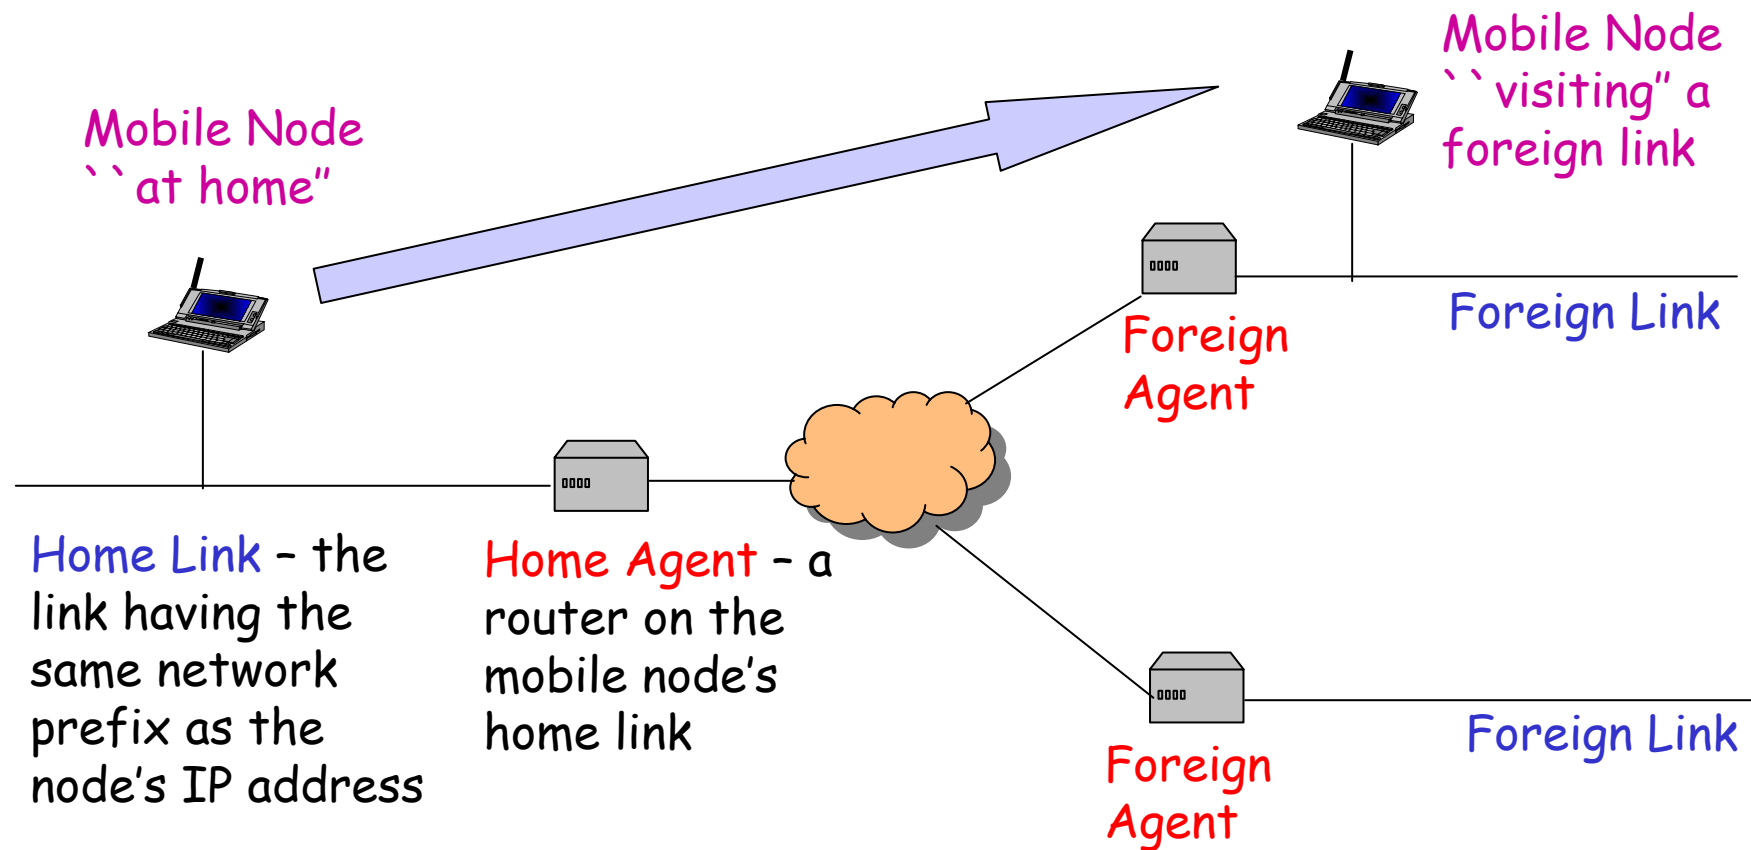 Mobile Node
``at home"
Mobile Node
``visiting" a
foreign link
Foreign Link
Foreign
Agent
Home Link – the
link having the
same network
prefix as the
node's IP address
Home Agent – a
router on the
mobile node's
home link
Foreign Link
Foreign
Agent